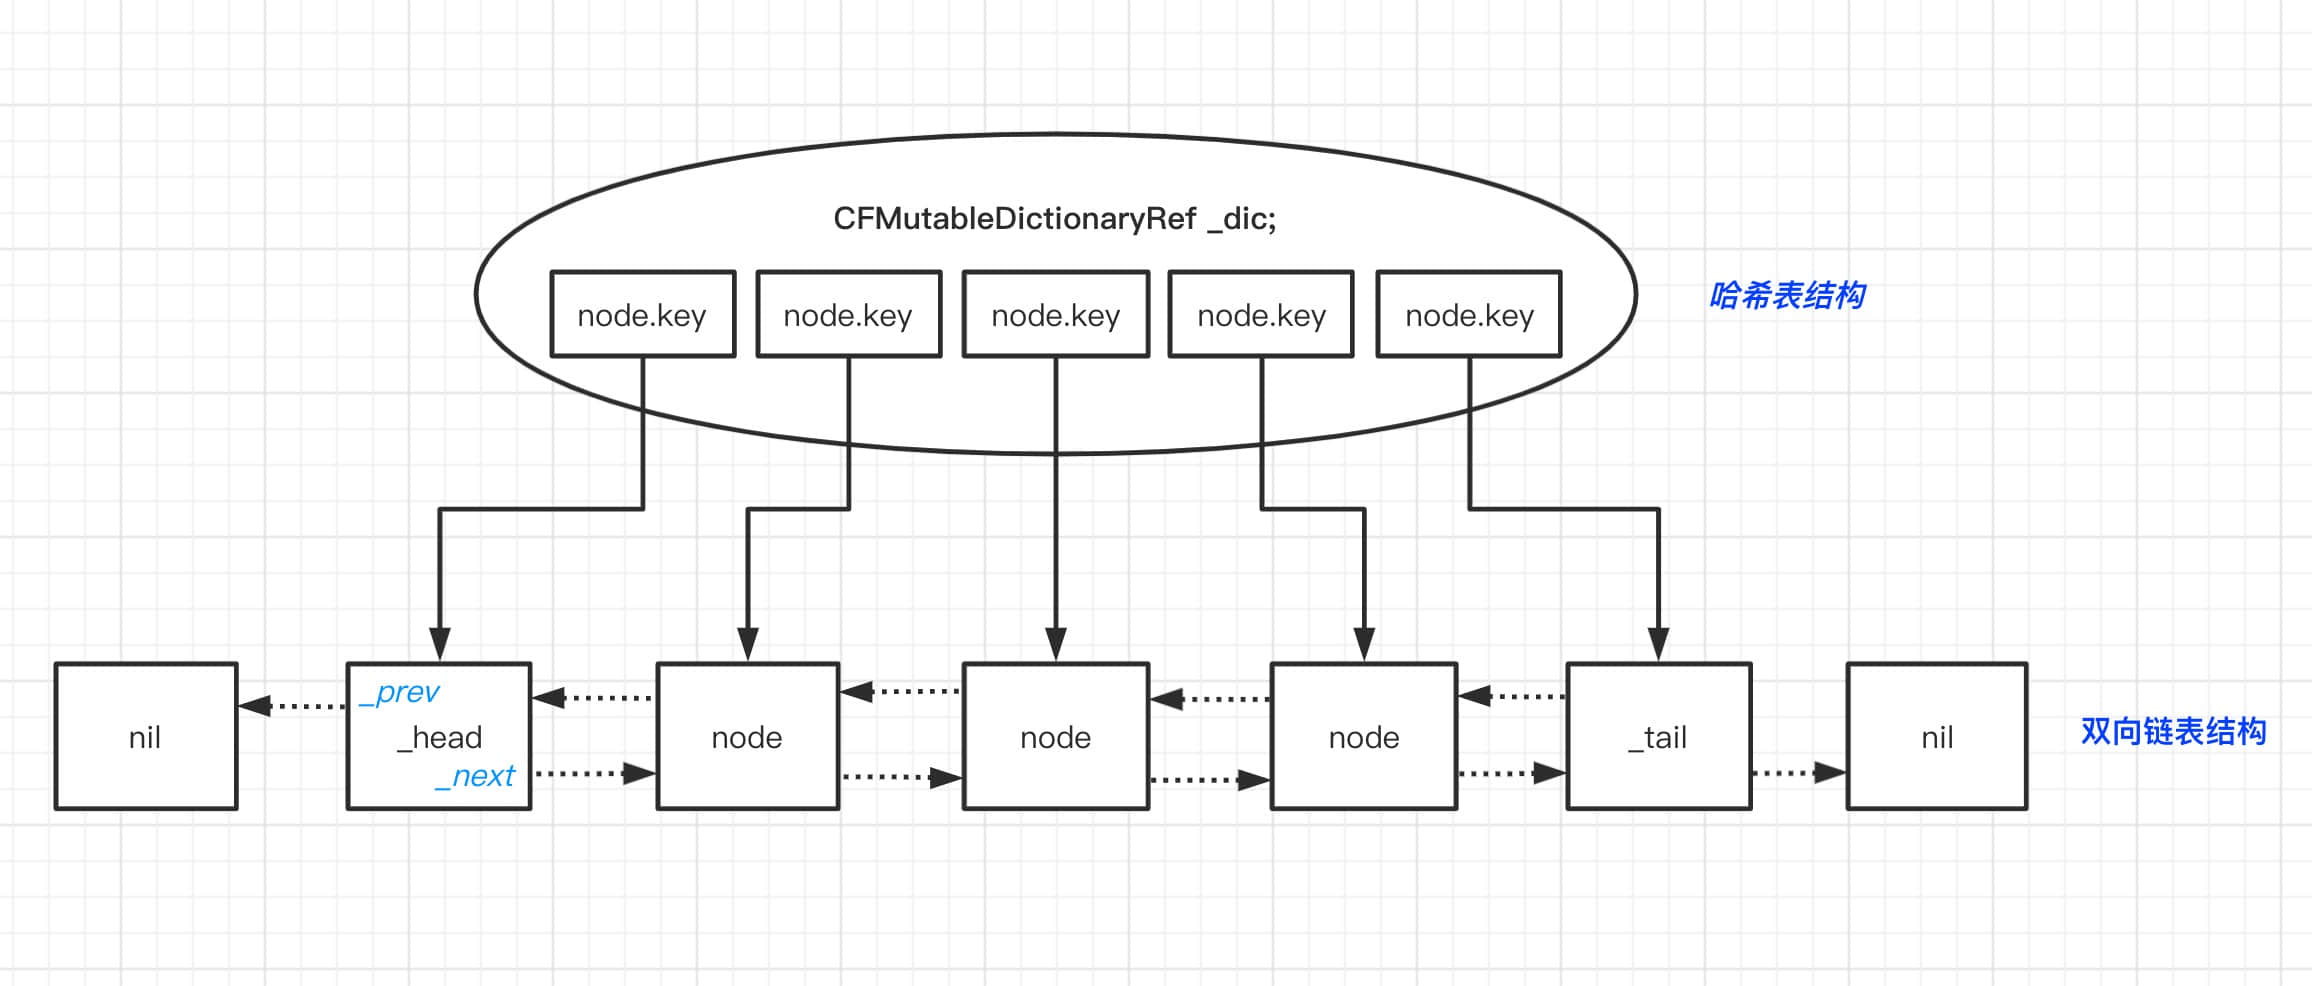 CFMutableDictionaryRef _dic;
node.key node.key node.key node.key node.key
哈希表结构
_prev
nil _head node node node _tail nil
_next
双向链表结构